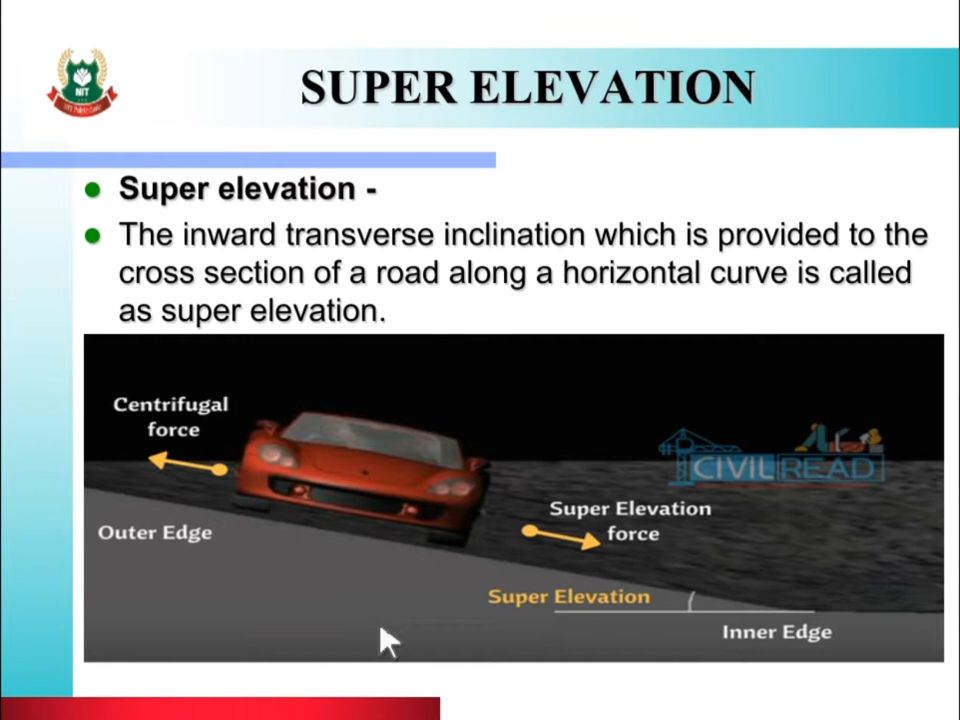 NIT
SUPER ELEVATION
Super elevation -
The inward transverse inclination which is provided to the
cross section of a road along a horizontal curve is called
as super elevation.
Centrifugal
force
CIVILREAD
Outer Edge
Super Elevation
force
Super Elevation
Inner Edge